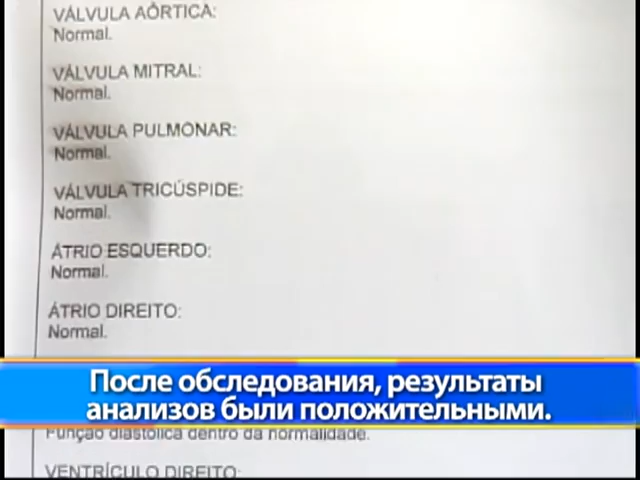 VÁLVULA AÔRTICA:
Normal.
VÁLVULA MITRAL:
Normal.
VÁLVULA PULMONAR:
Normal.
VÁLVULA TRICÚSPIDE:
Normal.
ÁTRIO ESQUERDO:
Normal.
ÁTRIO DIREITO:
Normal.
После обследования, результаты
анализов были положительными.
Função diastólica dentro da normalidade.
VENTRÍCULO DIREITO: